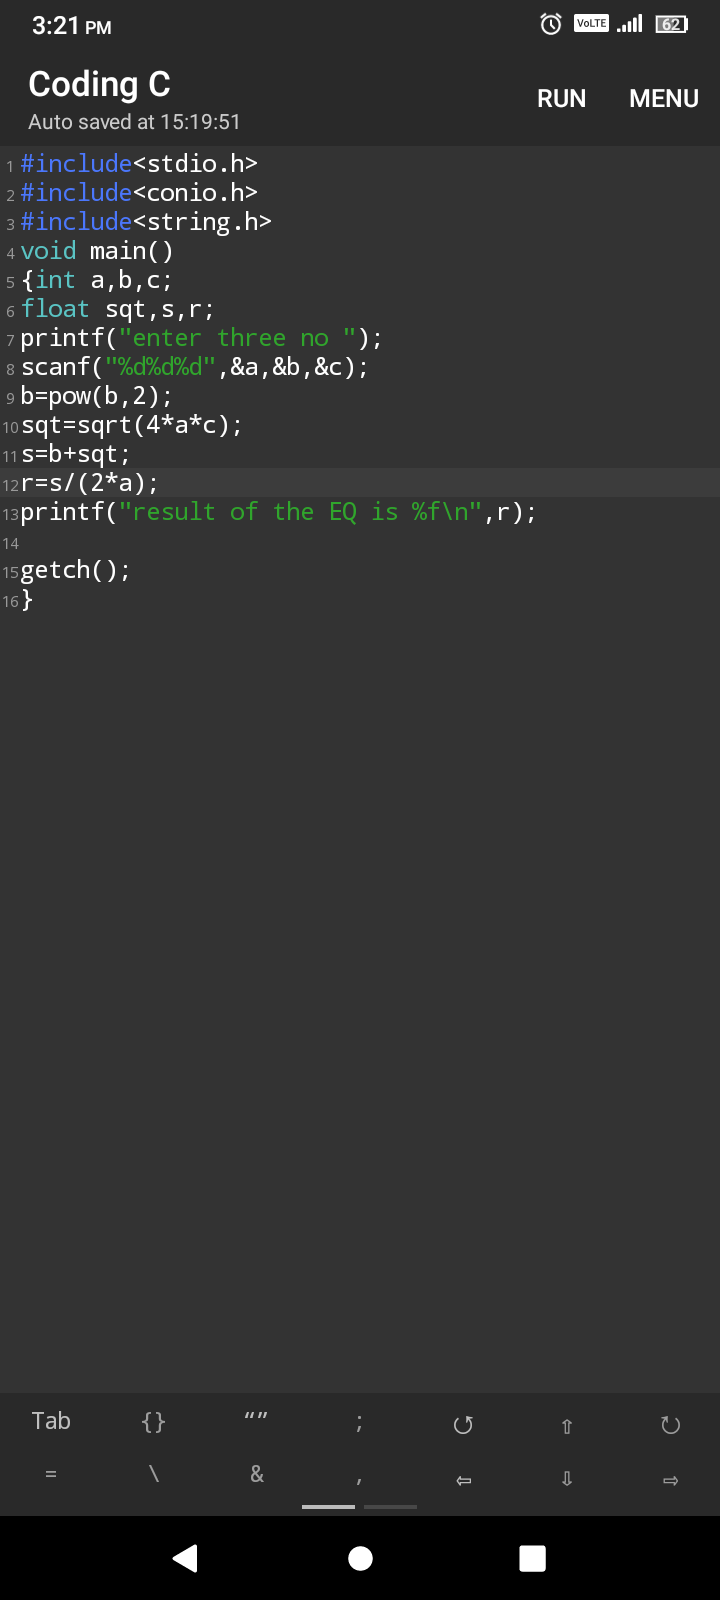 3:21 PM VoLTE 62
Coding C
Auto saved at 15:19:51
RUN MENU
1 #include<stdio.h>
2 #include<conio.h>
3 #include<string.h>
4 void main()
5 {int a,b,c;
6 float sqt,s,r;
7 printf("enter three no ");
8 scanf("%d%d%d",&a,&b,&c);
9 b=pow(b,2);
10 sqt=sqrt(4*a*c);
11 s=b+sqt;
12 r=s/(2*a);
13 printf("result of the EQ is %f\n",r);
14
15 getch();
16 }
Tab {} “” ; ↺ ⇧ ↻
= \ & , ⇦ ⇩ ⇨